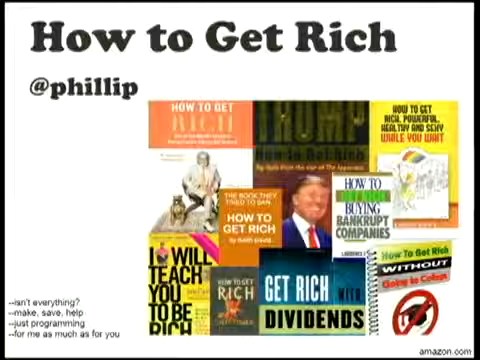 How to Get Rich
@phillip
HOW TO GET
RICH
TRUMP
How to Get Rich
HOW TO GET
RICH, POWERFUL,
HEALTHY AND SEXY
WHILE YOU WAIT
THE BOOK THEY
TRIED TO BAN
HOW TO
GET RICH
HOW TO
GET RICH
BUYING
BANKRUPT
COMPANIES
I WILL
TEACH
YOU
TO BE
RICH
HOW TO GET
RICH
GET RICH
WITH
DIVIDENDS
How To Get Rich
WITHOUT
Going to College
--isn't everything?
--make, save, help
--just programming
--for me as much as for you
amazon.com